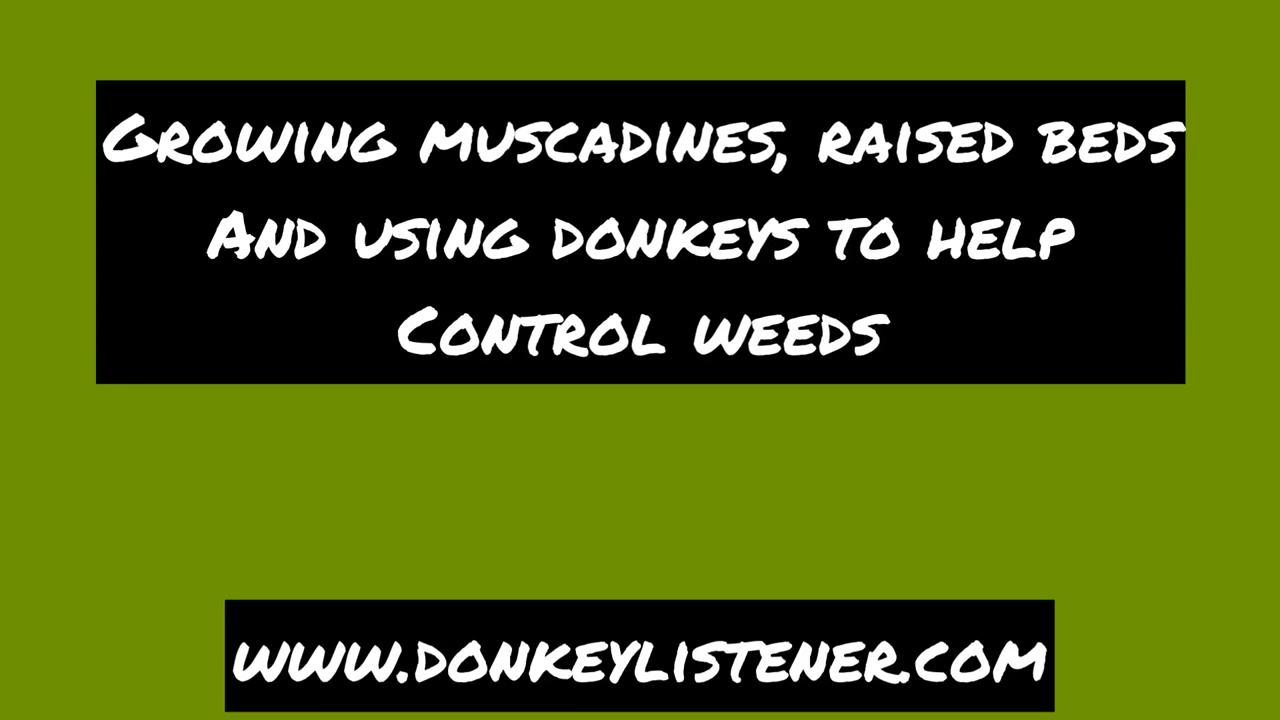 Growing muscadines, raised beds
And using donkeys to help
Control weeds
www.donkeylistener.com